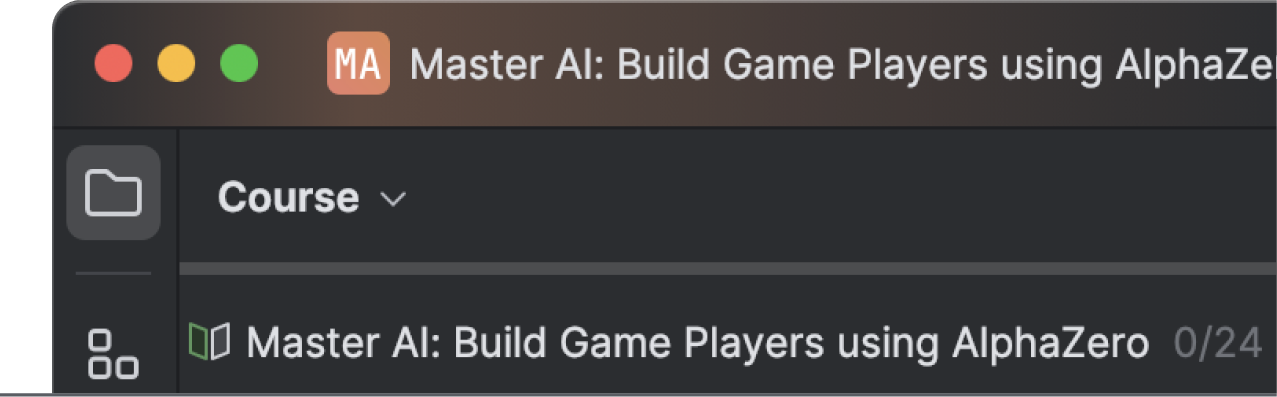 MA Master AI: Build Game Players using AlphaZe
Course
Master AI: Build Game Players using AlphaZero 0/24